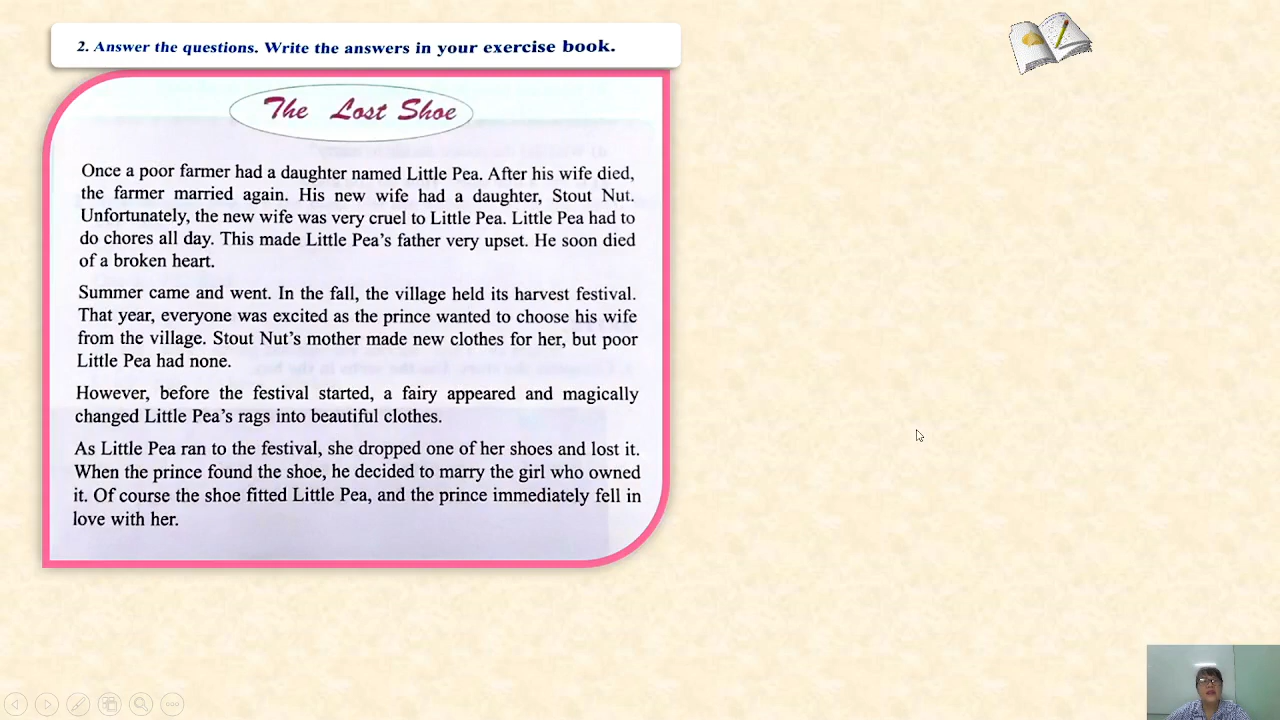 2. Answer the questions. Write the answers in your exercise book.
The Lost Shoe
Once a poor farmer had a daughter named Little Pea. After his wife died,
the farmer married again. His new wife had a daughter, Stout Nut.
Unfortunately, the new wife was very cruel to Little Pea. Little Pea had to
do chores all day. This made Little Pea's father very upset. He soon died
of a broken heart.
Summer came and went. In the fall, the village held its harvest festival.
That year, everyone was excited as the prince wanted to choose his wife
from the village. Stout Nut's mother made new clothes for her, but poor
Little Pea had none.
However, before the festival started, a fairy appeared and magically
changed Little Pea's rags into beautiful clothes.
As Little Pea ran to the festival, she dropped one of her shoes and lost it.
When the prince found the shoe, he decided to marry the girl who owned
it. Of course the shoe fitted Little Pea, and the prince immediately fell in
love with her.